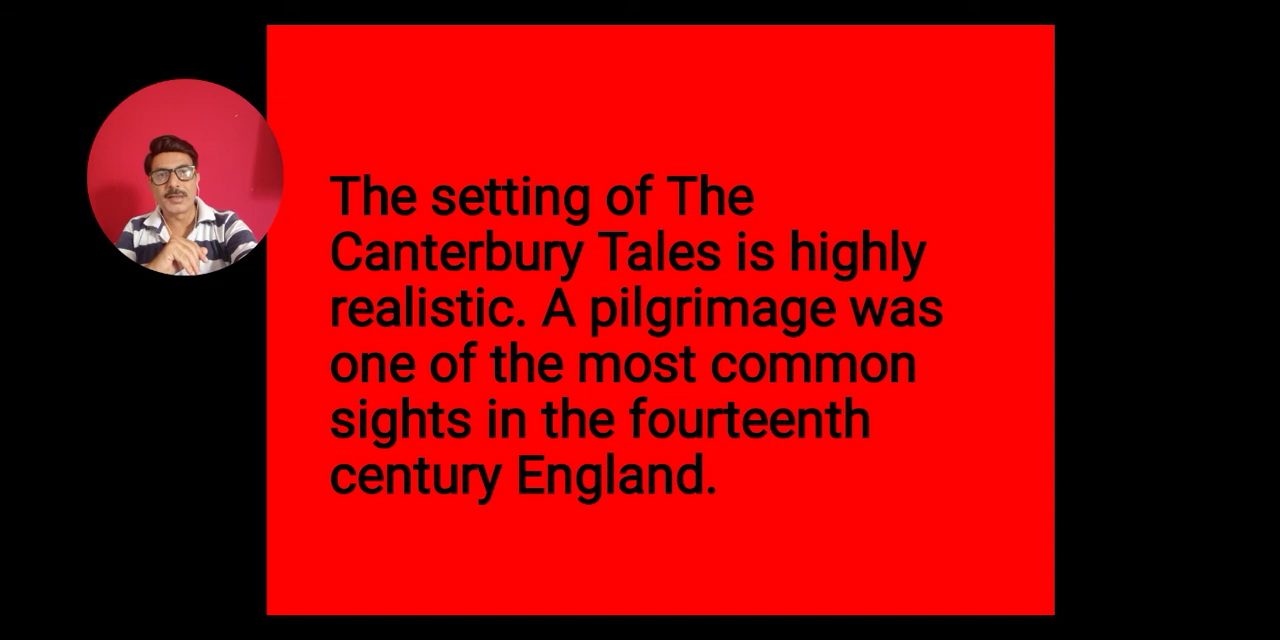 The setting of The
Canterbury Tales is highly
realistic. A pilgrimage was
one of the most common
sights in the fourteenth
century England.